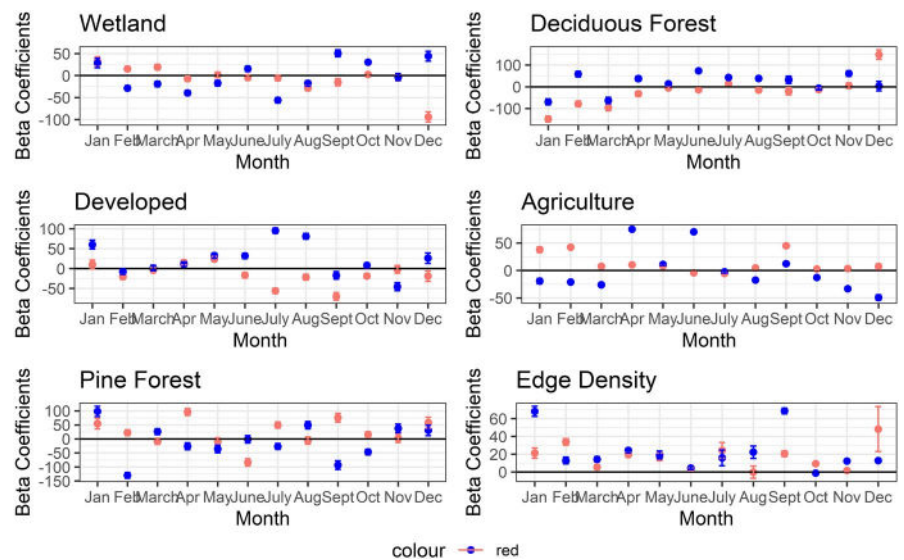 Wetland
Beta Coefficients
50
0
-50
-100
Jan Feb March Apr May June July Aug Sept Oct Nov Dec
Month
Deciduous Forest
Beta Coefficients
100
0
-100
Jan Feb March Apr May June July Aug Sept Oct Nov Dec
Month
Developed
Beta Coefficients
100
50
0
-50
Jan Feb March Apr May June July Aug Sept Oct Nov Dec
Month
Agriculture
Beta Coefficients
50
0
-50
Jan Feb March Apr May June July Aug Sept Oct Nov Dec
Month
Pine Forest
Beta Coefficients
100
50
0
-50
-100
-150
Jan Feb March Apr May June July Aug Sept Oct Nov Dec
Month
Edge Density
Beta Coefficients
60
40
20
0
Jan Feb March Apr May June July Aug Sept Oct Nov Dec
Month
colour red